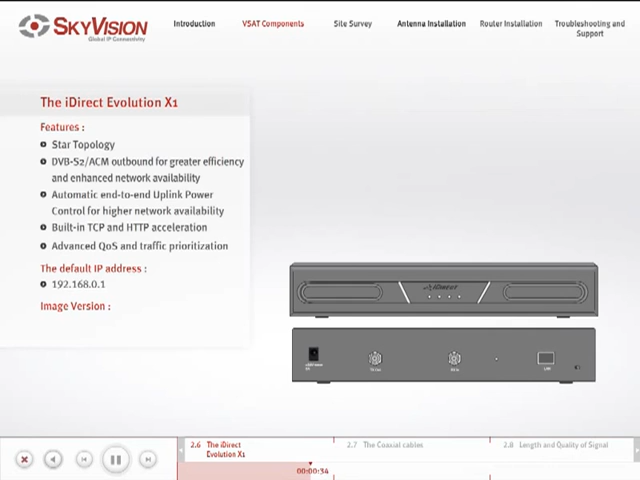 SKYVISION
Global IP Connectivity
Introduction
VSAT Components
Site Survey
Antenna Installation
Router Installation
Troubleshooting and
Support
The iDirect Evolution X1
Features :
Star Topology
DVB-S2/ACM outbound for greater efficiency
and enhanced network availability
Automatic end-to-end Uplink Power
Control for higher network availability
Built-in TCP and HTTP acceleration
Advanced QoS and traffic prioritization
The default IP address :
192.168.0.1
Image Version :
iDirect
LAN
2.6 The iDirect
Evolution X1
2.7 The Coaxial cables
2.8 Length and Quality of Signal
00:00:34